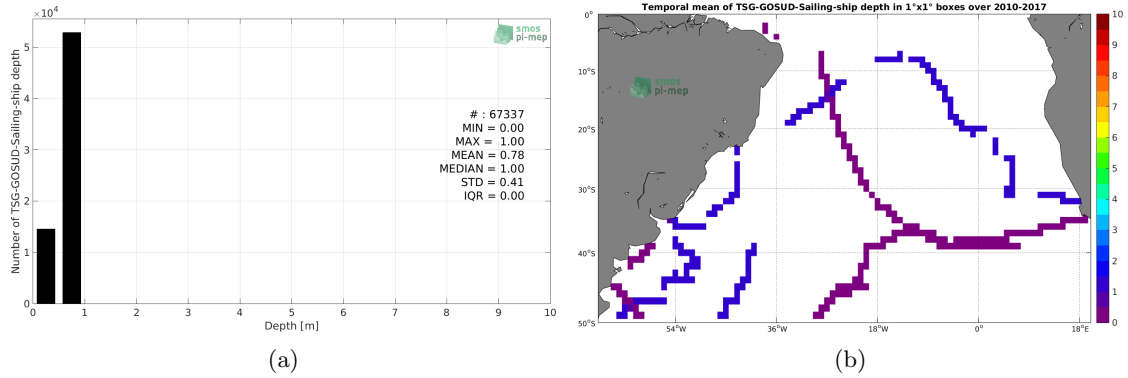 ×10⁴
5
4
3
2
1
0
Number of TSG-GOSUD-Sailing-ship depth
smos
pi-mep
# : 67337
MIN = 0.00
MAX = 1.00
MEAN = 0.78
MEDIAN = 1.00
STD = 0.41
IQR = 0.00
0 1 2 3 4 5 6 7 8 9 10
Depth [m]
(a)
Temporal mean of TSG-GOSUD-Sailing-ship depth in 1°x1° boxes over 2010-2017
0°
10°S
20°S
30°S
40°S
50°S
smos
pi-mep
54°W 36°W 18°W 0° 18°E
10
9
8
7
6
5
4
3
2
1
0
(b)